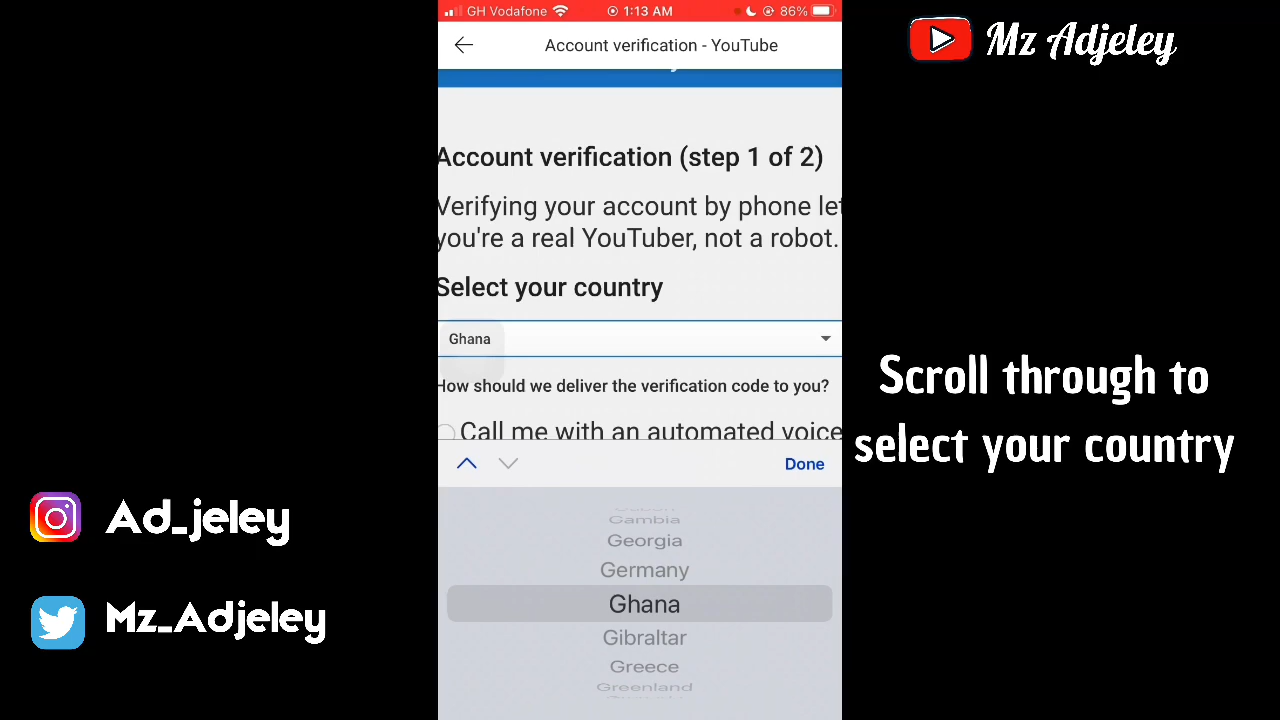 GH Vodafone 1:13 AM 86%
Account verification - YouTube
Mz Adjeley
Account verification (step 1 of 2)
Verifying your account by phone let
you're a real YouTuber, not a robot.
Select your country
Ghana
How should we deliver the verification code to you?
Call me with an automated voice
Done
Gambia
Georgia
Germany
Ghana
Gibraltar
Greece
Greenland
Scroll through to
select your country
Ad_jeley
Mz_Adjeley